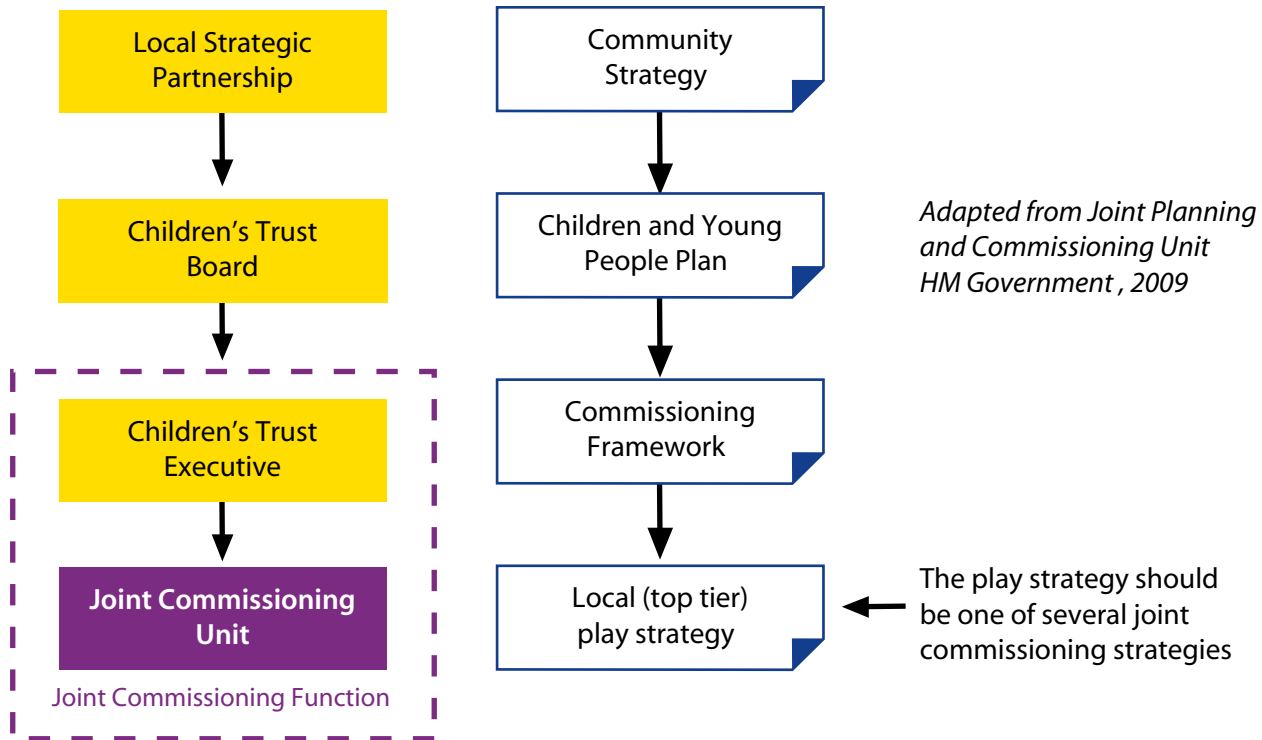 Local Strategic
Partnership
Community
Strategy
Children’s Trust
Board
Children and Young
People Plan
Adapted from Joint Planning
and Commissioning Unit
HM Government , 2009
Children’s Trust
Executive
Commissioning
Framework
Joint Commissioning
Unit
Local (top tier)
play strategy
The play strategy should
be one of several joint
commissioning strategies
Joint Commissioning Function